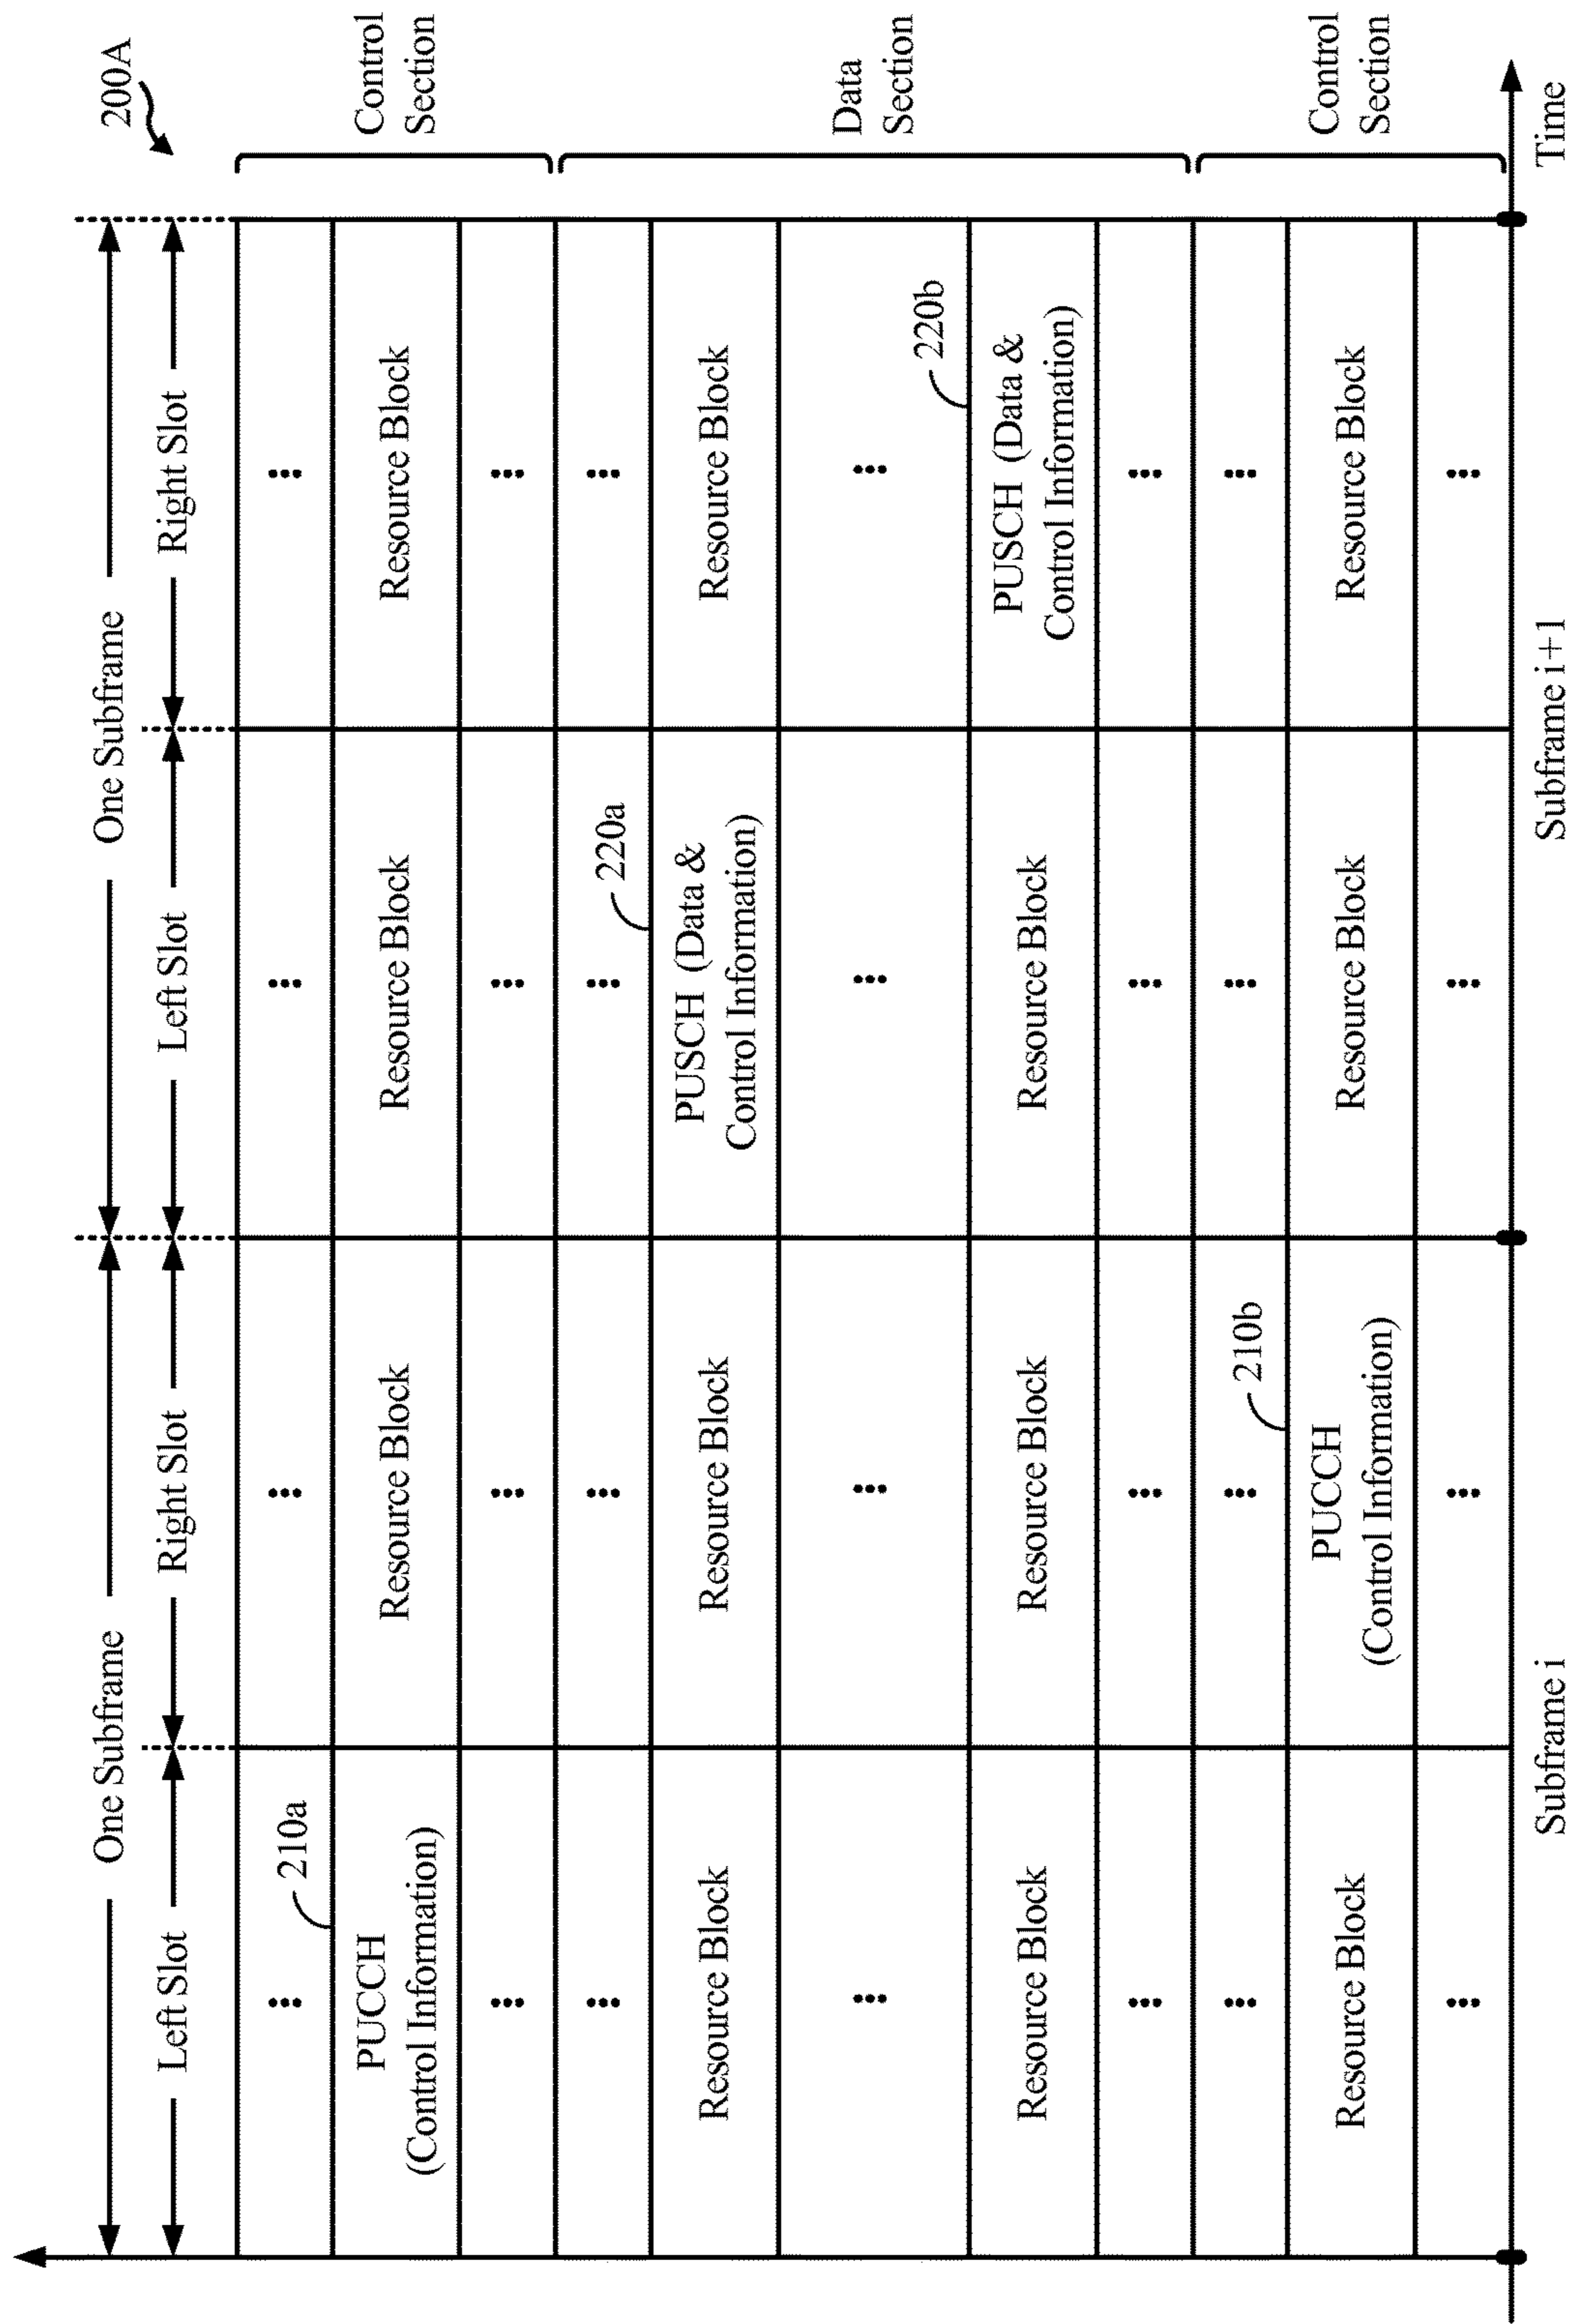 200A
One Subframe
One Subframe
Left Slot
Right Slot
Left Slot
Right Slot
210a
PUCCH
(Control Information)
Resource Block
Resource Block
Resource Block
Control
Section
220a
Resource Block
Resource Block
PUSCH (Data &
Control Information)
Resource Block
Data
Section
220b
Resource Block
Resource Block
Resource Block
PUSCH (Data &
Control Information)
210b
Resource Block
PUCCH
(Control Information)
Resource Block
Resource Block
Control
Section
Subframe i
Subframe i+1
Time